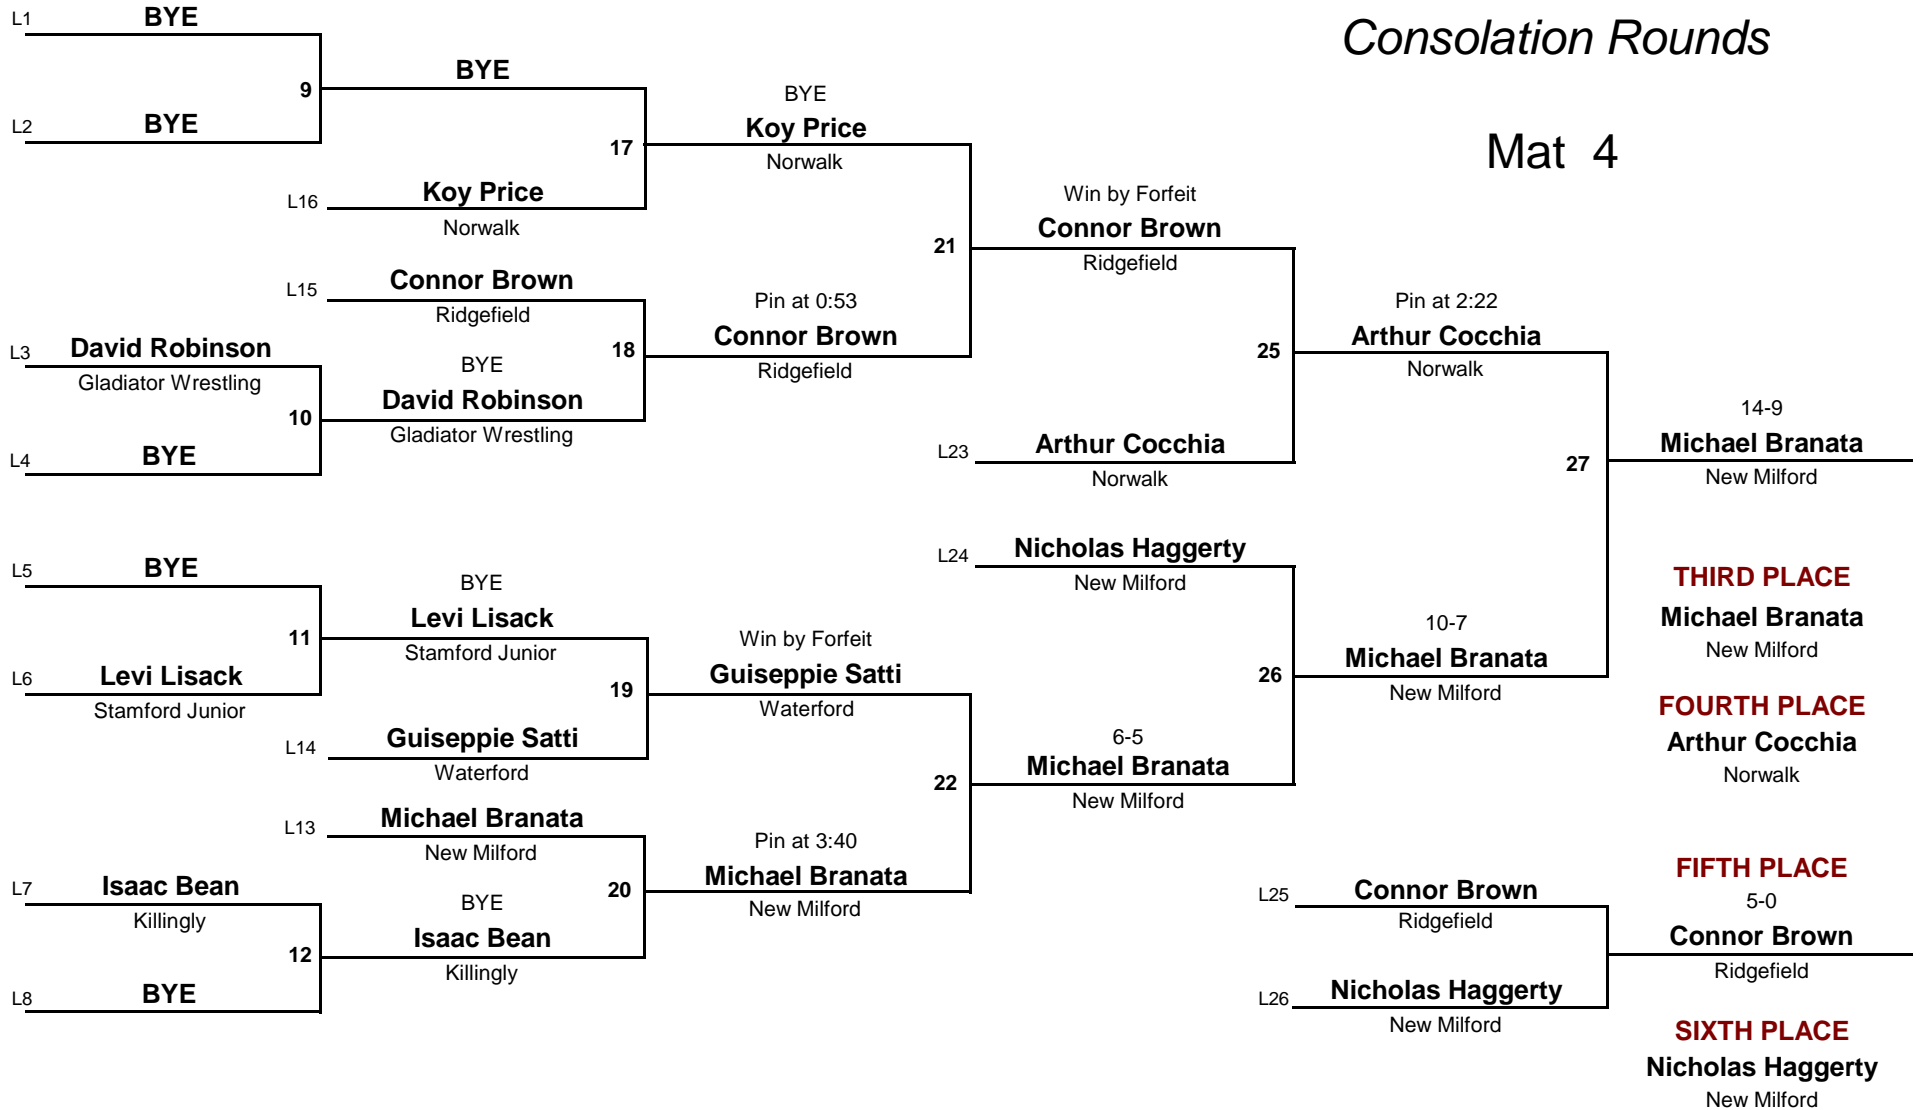 Consolation Rounds
Mat 4
L1 BYE
9
L2 BYE
BYE
17
L16 Koy Price
Norwalk
BYE
Koy Price
Norwalk
21
L15 Connor Brown
Ridgefield
18
L3 David Robinson
Gladiator Wrestling
10
L4 BYE
BYE
David Robinson
Gladiator Wrestling
Pin at 0:53
Connor Brown
Ridgefield
Win by Forfeit
Connor Brown
Ridgefield
25
L23 Arthur Cocchia
Norwalk
Pin at 2:22
Arthur Cocchia
Norwalk
27
14-9
Michael Branata
New Milford
L5 BYE
11
L6 Levi Lisack
Stamford Junior
BYE
Levi Lisack
Stamford Junior
19
L14 Guiseppie Satti
Waterford
Win by Forfeit
Guiseppie Satti
Waterford
22
L13 Michael Branata
New Milford
20
L7 Isaac Bean
Killingly
12
L8 BYE
BYE
Isaac Bean
Killingly
Pin at 3:40
Michael Branata
New Milford
L24 Nicholas Haggerty
New Milford
26
6-5
Michael Branata
New Milford
10-7
Michael Branata
New Milford
THIRD PLACE
Michael Branata
New Milford
FOURTH PLACE
Arthur Cocchia
Norwalk
L25 Connor Brown
Ridgefield
L26 Nicholas Haggerty
New Milford
FIFTH PLACE
5-0
Connor Brown
Ridgefield
SIXTH PLACE
Nicholas Haggerty
New Milford